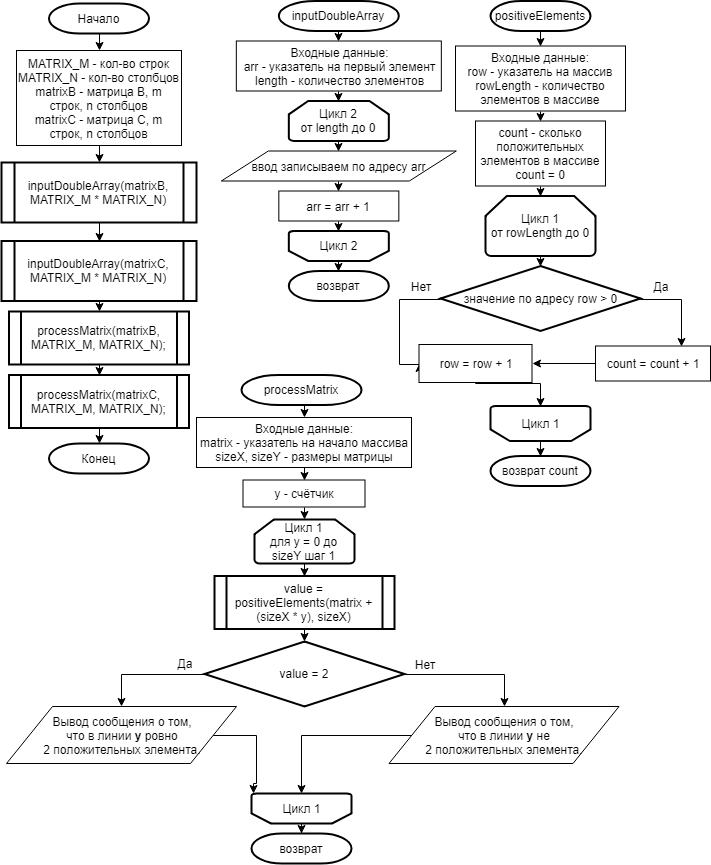 Начало
MATRIX_M - кол-во строк
MATRIX_N - кол-во столбцов
matrixB - матрица B, m
строк, n столбцов
matrixC - матрица C, m
строк, n столбцов
inputDoubleArray(matrixB,
MATRIX_M * MATRIX_N)
inputDoubleArray(matrixC,
MATRIX_M * MATRIX_N)
processMatrix(matrixB,
MATRIX_M, MATRIX_N);
processMatrix(matrixC,
MATRIX_M, MATRIX_N);
Конец
inputDoubleArray
Входные данные:
arr - указатель на первый элемент
length - количество элементов
Цикл 2
от length до 0
ввод записываем по адресу arr
arr = arr + 1
Цикл 2
возврат
positiveElements
Входные данные:
row - указатель на массив
rowLength - количество
элементов в массиве
count - сколько
положительных
элементов в массиве
count = 0
Цикл 1
от rowLength до 0
Нет
значение по адресу row > 0
Да
row = row + 1
count = count + 1
Цикл 1
возврат count
processMatrix
Входные данные:
matrix - указатель на начало массива
sizeX, sizeY - размеры матрицы
y - счётчик
Цикл 1
для y = 0 до
sizeY шаг 1
value =
positiveElements(matrix +
(sizeX * y), sizeX)
Да
value = 2
Нет
Вывод сообщения о том,
что в линии y ровно
2 положительных элемента
Вывод сообщения о том,
что в линии y не
2 положительных элемента
Цикл 1
возврат